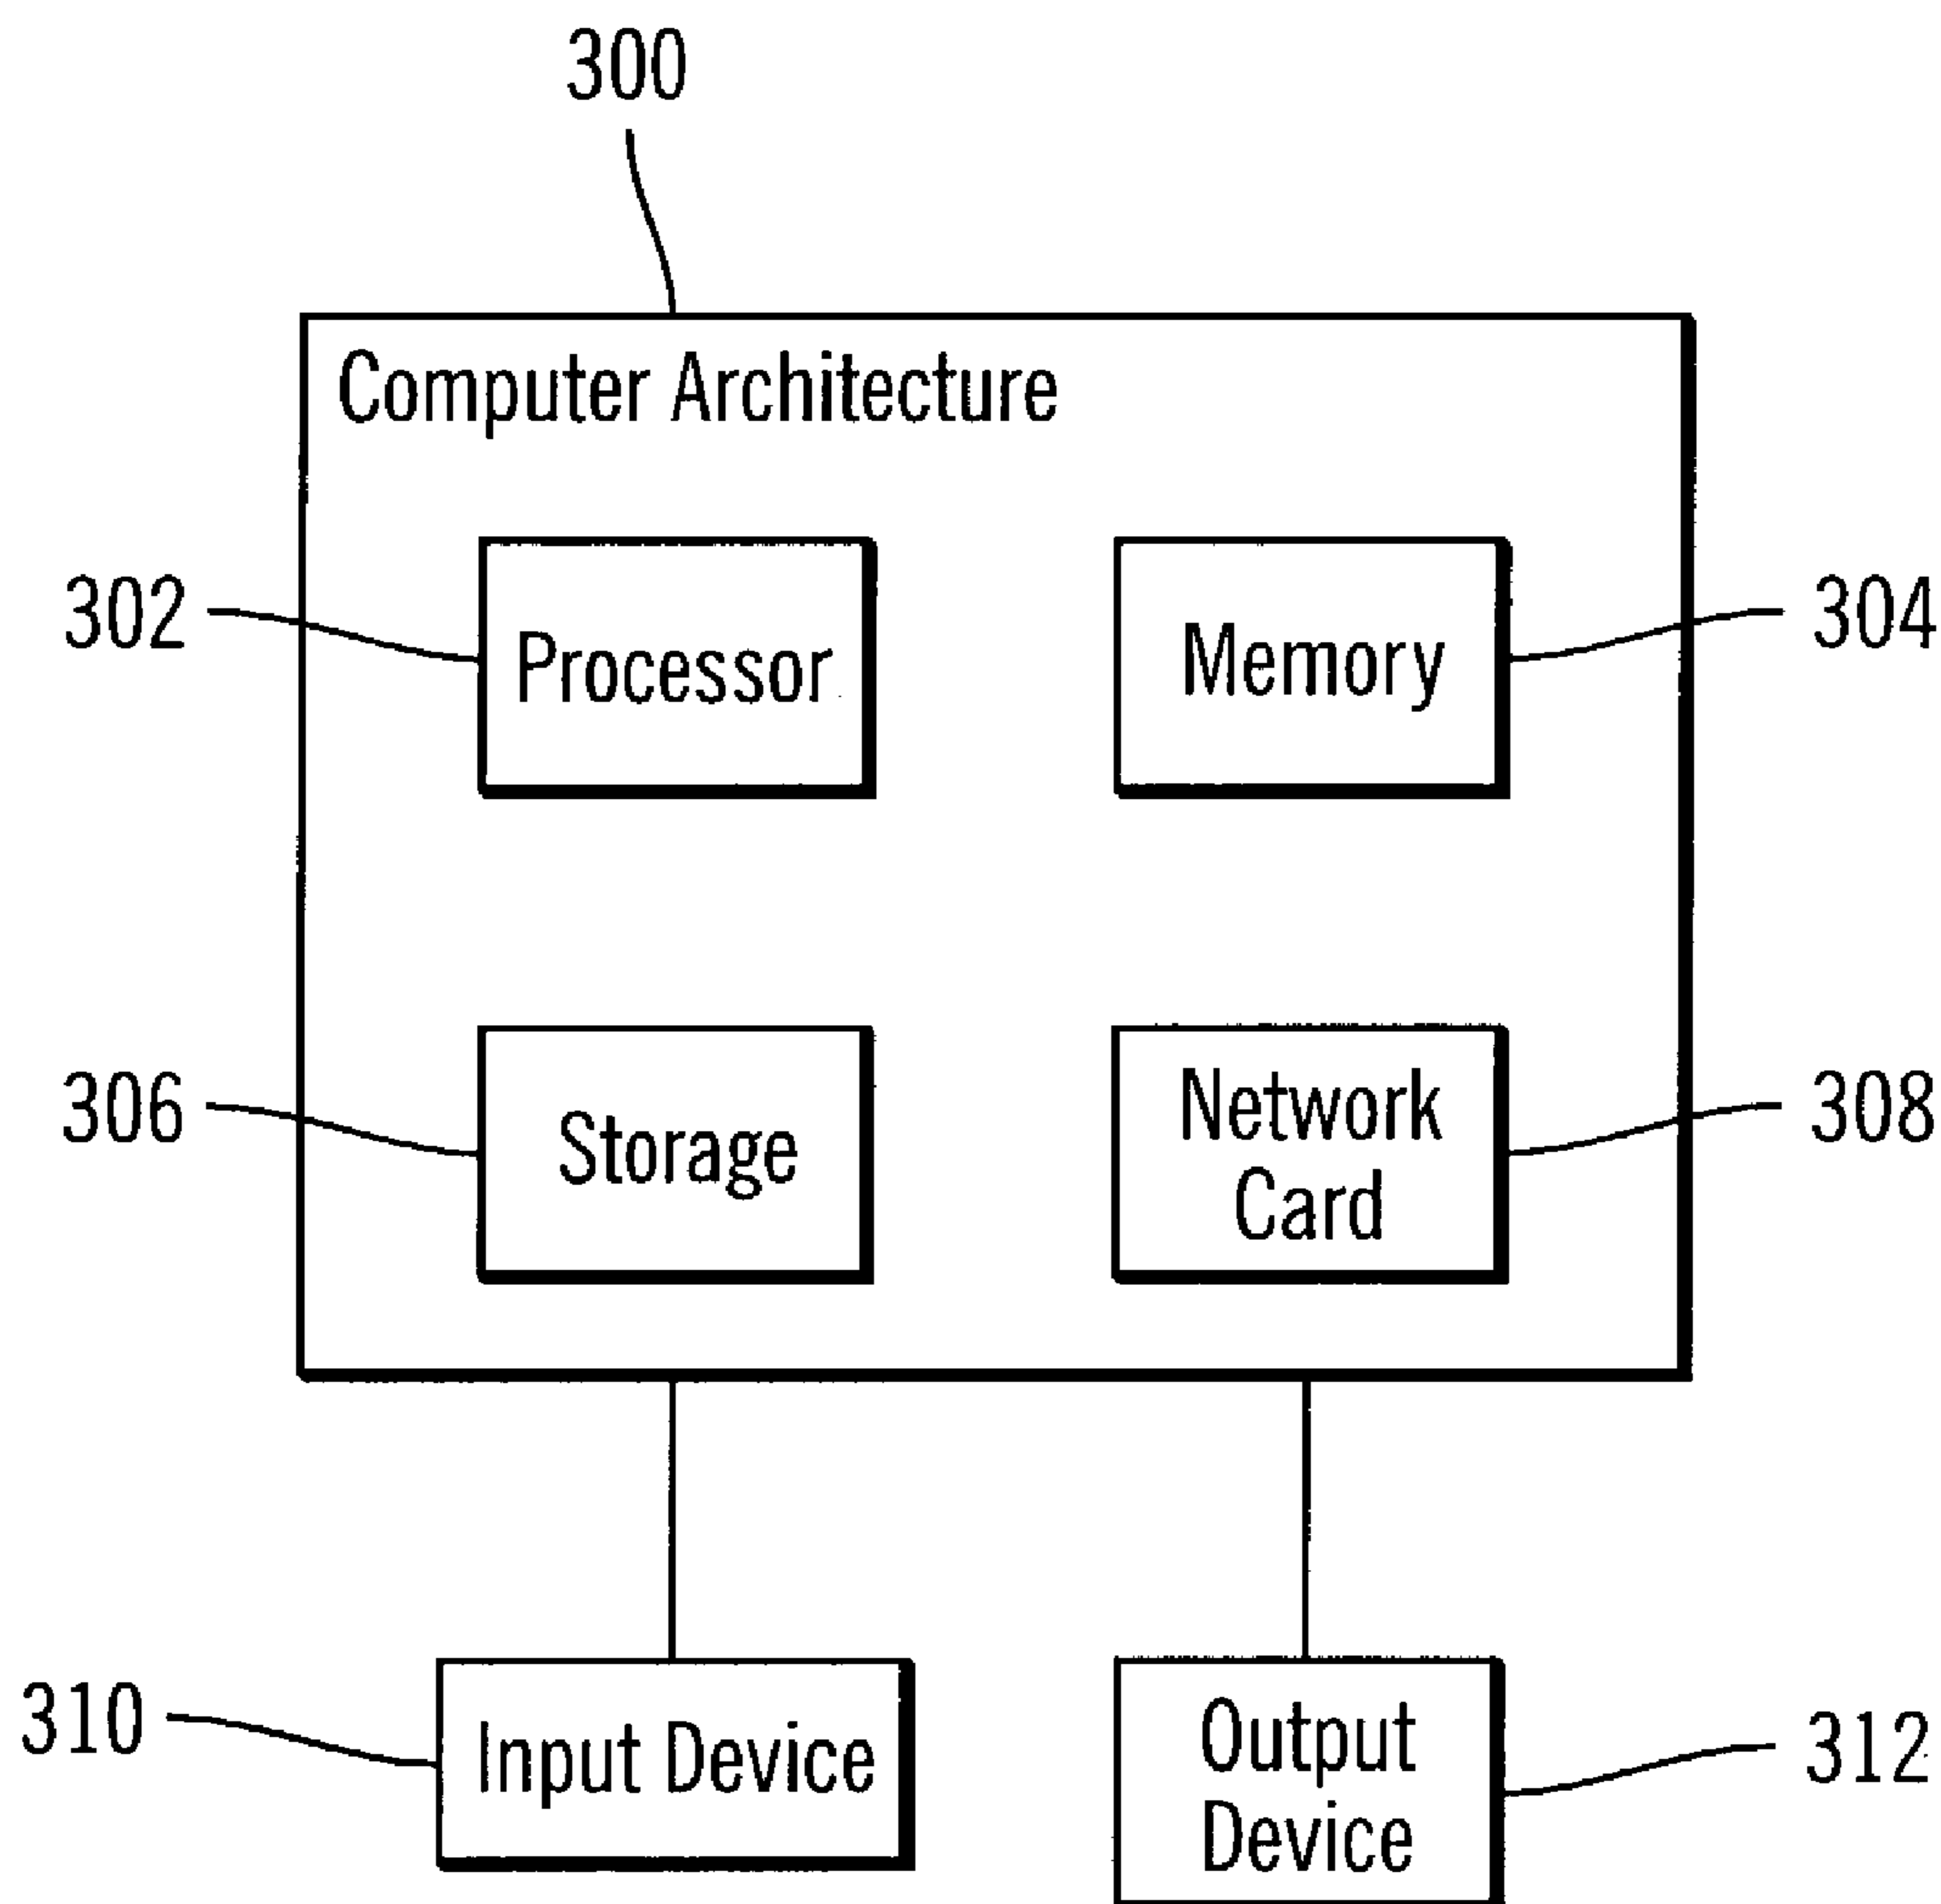 300
Computer Architecture
302
Processor
Memory
304
306
Storage
Network
Card
308
310
Input Device
Output
Device
312